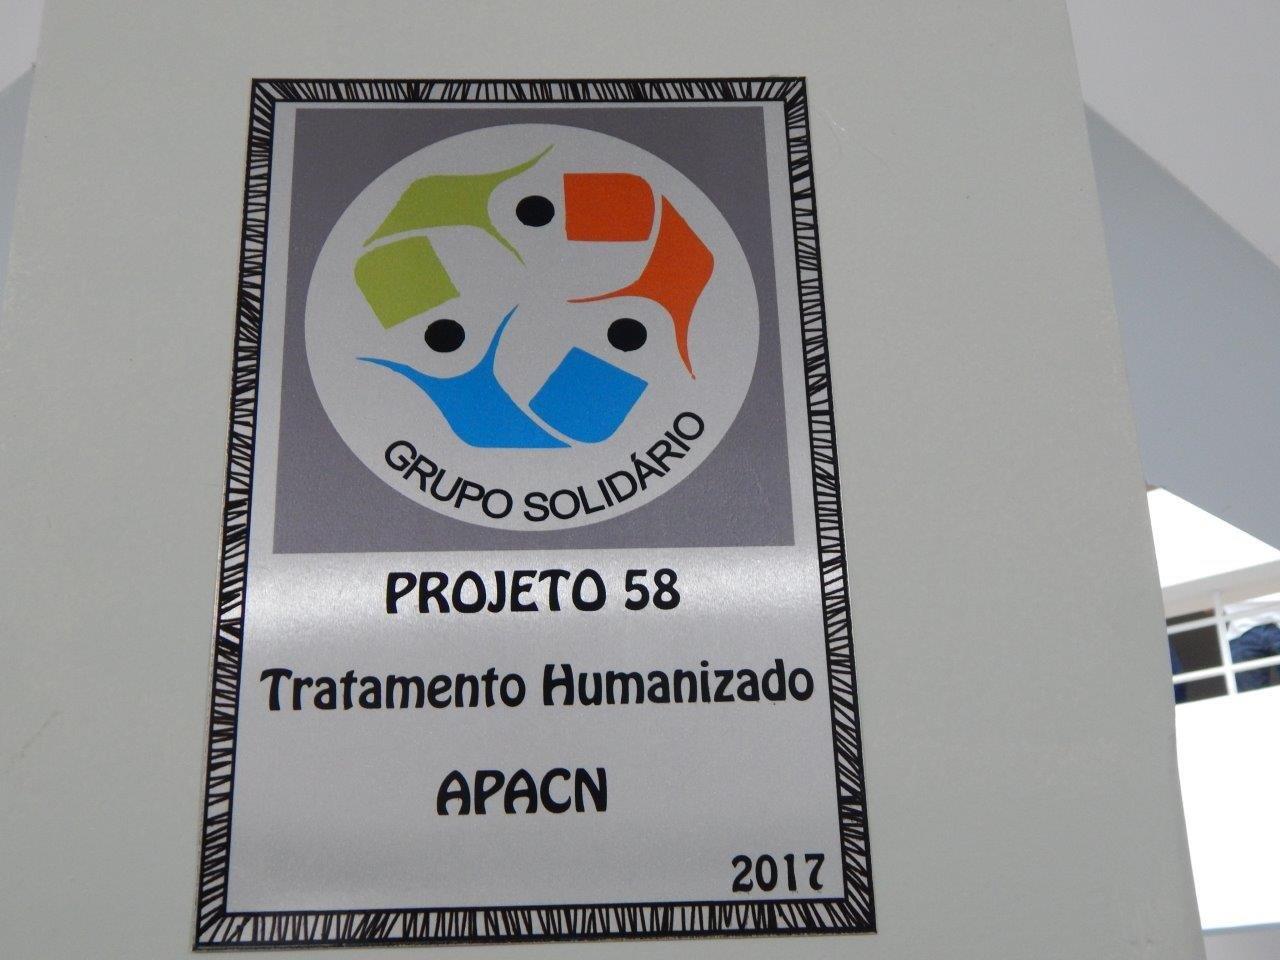 GRUPO SOLIDÁRIO
PROJETO 58
Tratamento Humanizado
APACN
2017